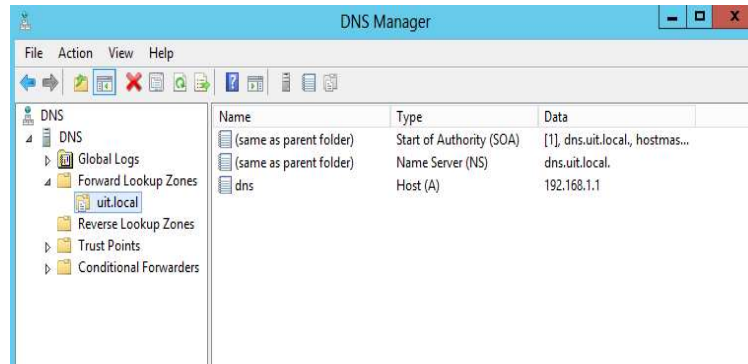 DNS Manager
File Action View Help
DNS
DNS
Global Logs
Forward Lookup Zones
uit.local
Reverse Lookup Zones
Trust Points
Conditional Forwarders
Name Type Data
(same as parent folder) Start of Authority (SOA) [1], dns.uit.local., hostmas...
(same as parent folder) Name Server (NS) dns.uit.local.
dns Host (A) 192.168.1.1